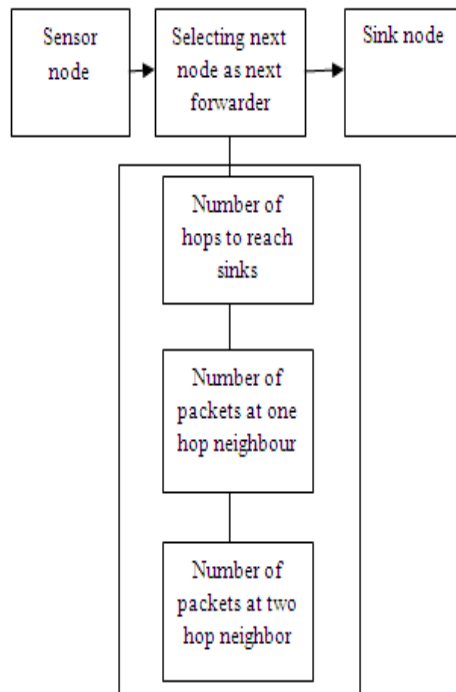 Sensor
node
Selecting next
node as next
forwarder
Sink node
Number of
hops to reach
sinks
Number of
packets at one
hop neighbour
Number of
packets at two
hop neighbor